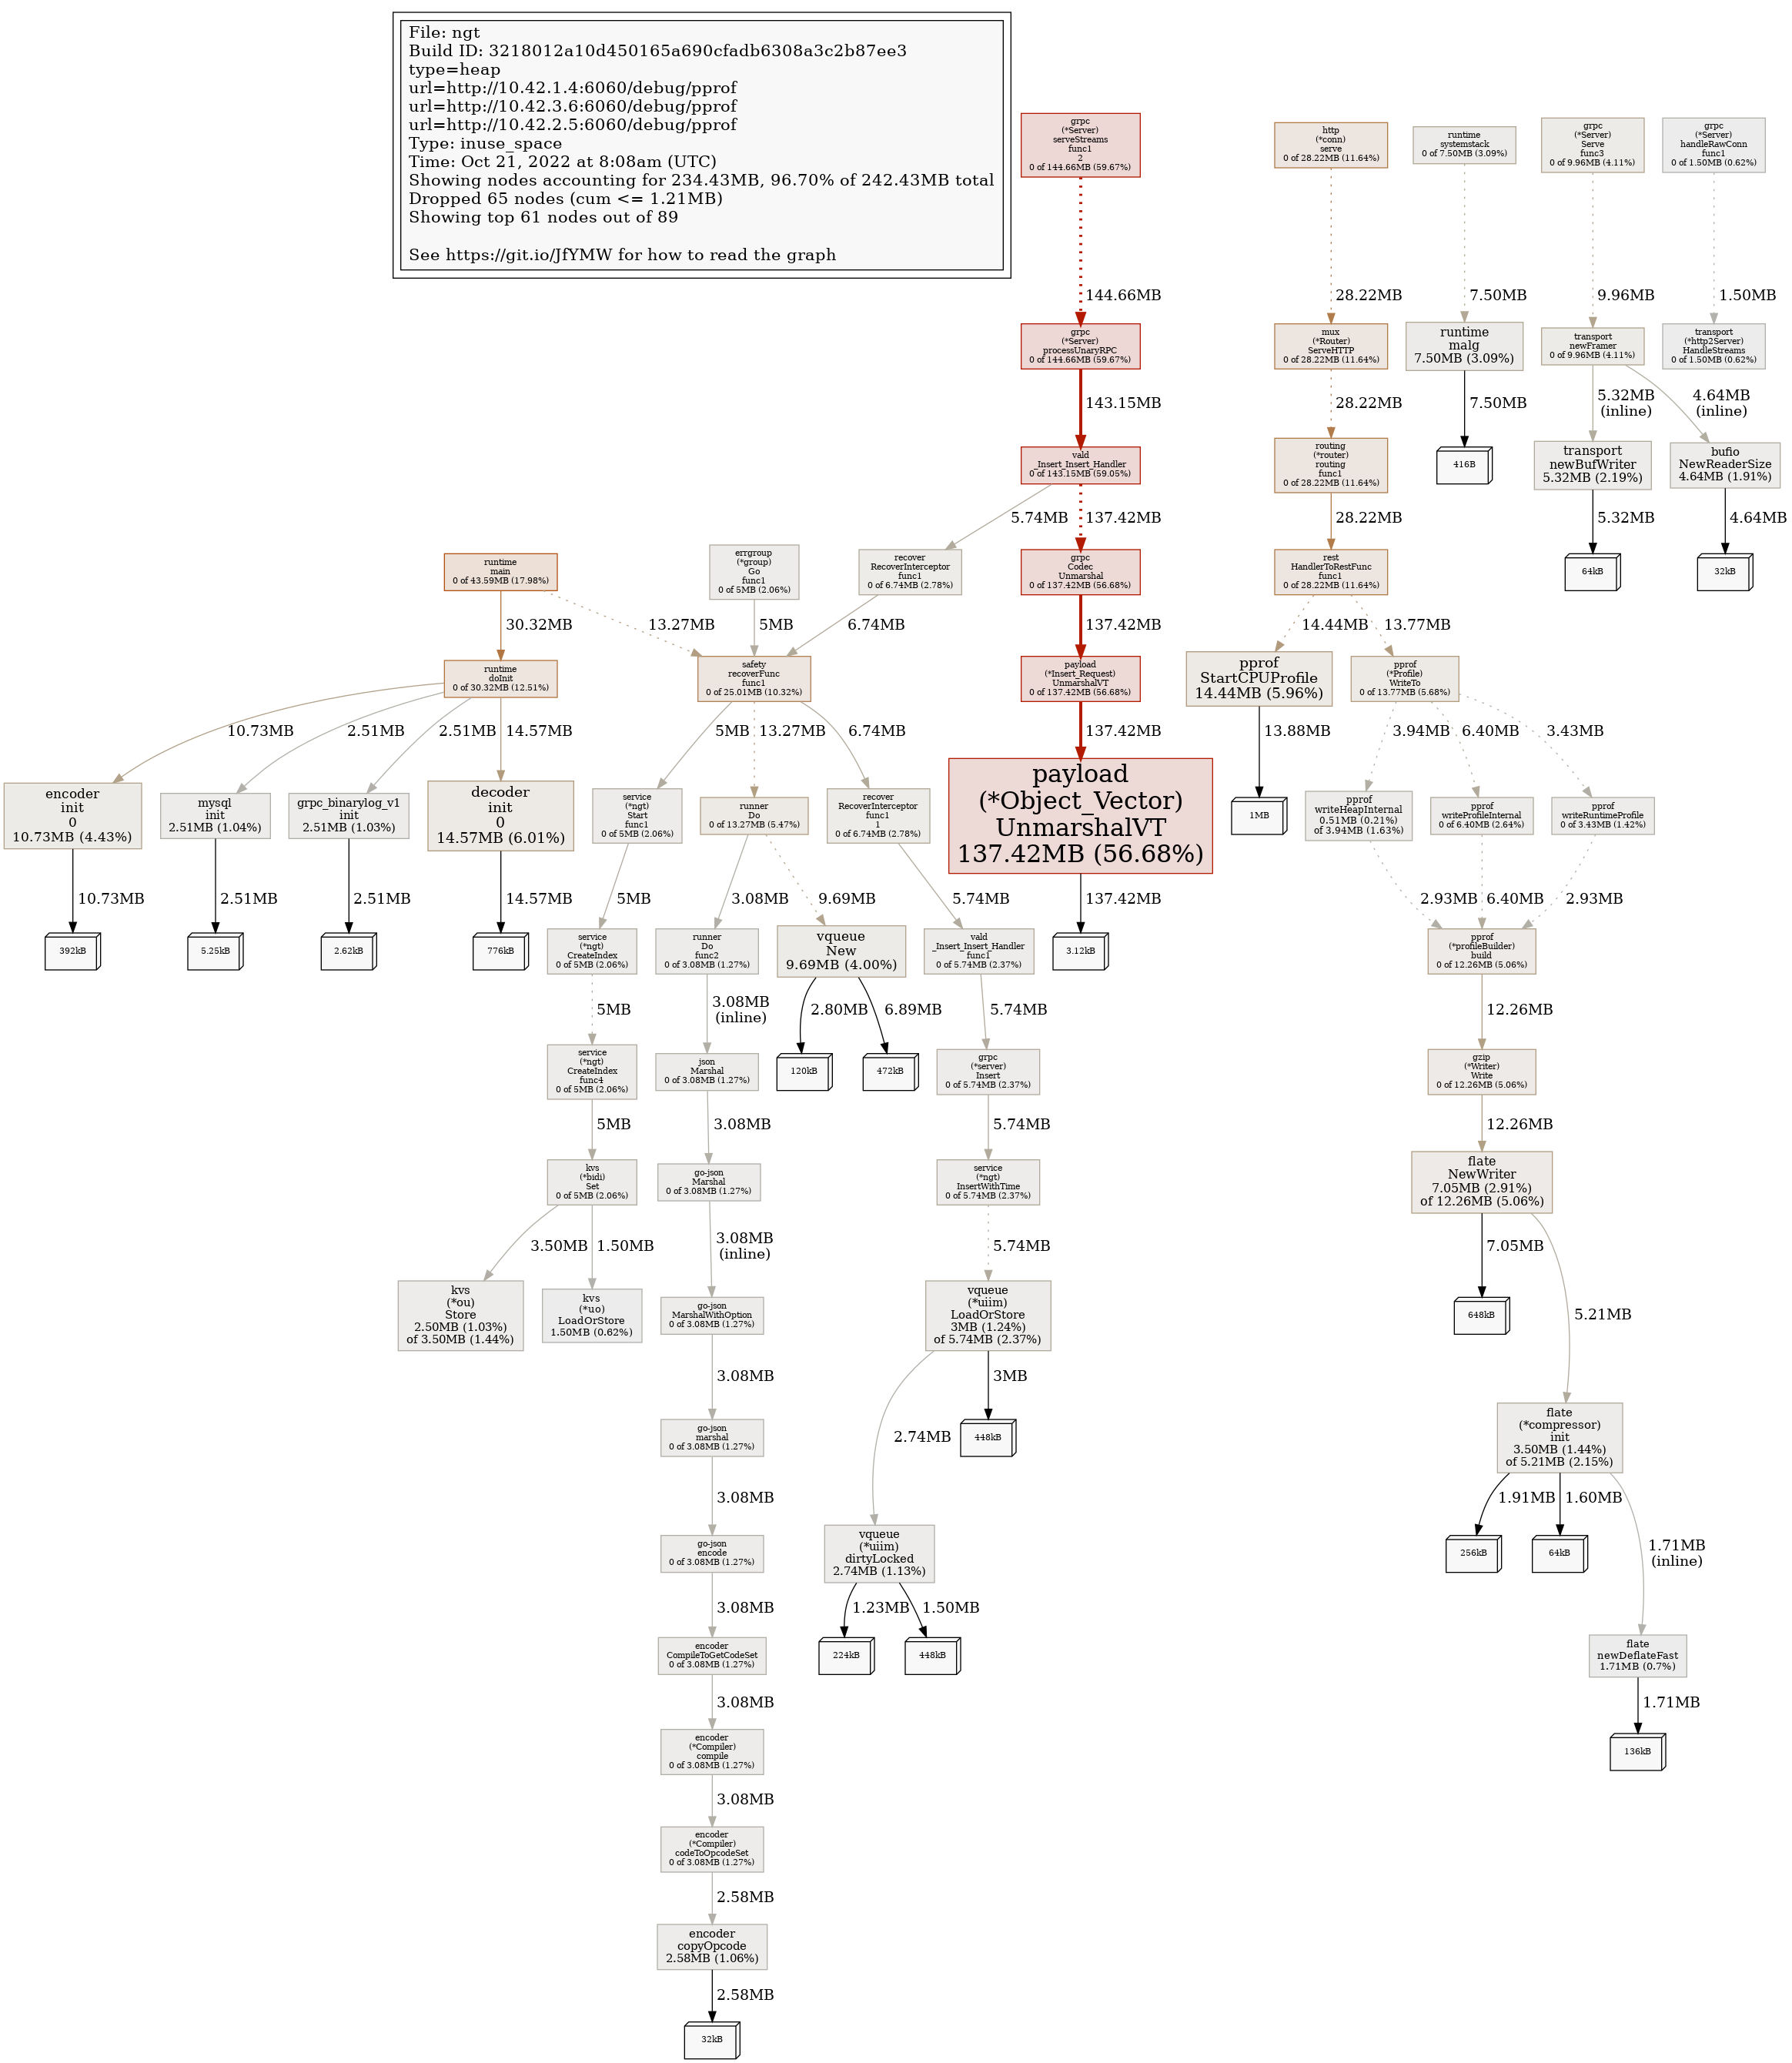 File: ngt
Build ID: 3218012a10d450165a690cfadb6308a3c2b87ee3
type=heap
url=http://10.42.1.4:6060/debug/pprof
url=http://10.42.3.6:6060/debug/pprof
url=http://10.42.2.5:6060/debug/pprof
Type: inuse_space
Time: Oct 21, 2022 at 8:08am (UTC)
Showing nodes accounting for 234.43MB, 96.70% of 242.43MB total
Dropped 65 nodes (cum <= 1.21MB)
Showing top 61 nodes out of 89
See https://git.io/JfYMW for how to read the graph
grpc
(*Server)
serveStreams
func1
2
0 of 144.66MB (59.67%)
http
(*conn)
serve
0 of 28.22MB (11.64%)
runtime
systemstack
0 of 7.50MB (3.09%)
grpc
(*Server)
Serve
func3
0 of 9.96MB (4.11%)
grpc
(*Server)
handleRawConn
func1
0 of 1.50MB (0.62%)
144.66MB
28.22MB
7.50MB
9.96MB
1.50MB
grpc
(*Server)
processUnaryRPC
0 of 144.66MB (59.67%)
mux
(*Router)
ServeHTTP
0 of 28.22MB (11.64%)
runtime
malg
7.50MB (3.09%)
transport
newFramer
0 of 9.96MB (4.11%)
transport
(*http2Server)
HandleStreams
0 of 1.50MB (0.62%)
143.15MB
28.22MB
7.50MB
5.32MB
(inline)
4.64MB
(inline)
vald
_Insert_Insert_Handler
0 of 143.15MB (59.05%)
routing
(*router)
routing
func1
0 of 28.22MB (11.64%)
416B
transport
newBufWriter
5.32MB (2.19%)
bufio
NewReaderSize
4.64MB (1.91%)
5.74MB
137.42MB
28.22MB
5.32MB
4.64MB
runtime
main
0 of 43.59MB (17.98%)
errgroup
(*group)
Go
func1
0 of 5MB (2.06%)
recover
RecoverInterceptor
func1
0 of 6.74MB (2.78%)
grpc
Codec
Unmarshal
0 of 137.42MB (56.68%)
rest
HandlerToRestFunc
func1
0 of 28.22MB (11.64%)
64kB
32kB
30.32MB
13.27MB
5MB
6.74MB
137.42MB
14.44MB
13.77MB
runtime
doInit
0 of 30.32MB (12.51%)
safety
recoverFunc
func1
0 of 25.01MB (10.32%)
payload
(*Insert_Request)
UnmarshalVT
0 of 137.42MB (56.68%)
pprof
StartCPUProfile
14.44MB (5.96%)
pprof
(*Profile)
WriteTo
0 of 13.77MB (5.68%)
10.73MB
2.51MB
2.51MB
14.57MB
5MB
13.27MB
6.74MB
137.42MB
13.88MB
3.94MB
6.40MB
3.43MB
encoder
init
0
10.73MB (4.43%)
mysql
init
2.51MB (1.04%)
grpc_binarylog_v1
init
2.51MB (1.03%)
decoder
init
0
14.57MB (6.01%)
service
(*ngt)
Start
func1
0 of 5MB (2.06%)
runner
Do
0 of 13.27MB (5.47%)
recover
RecoverInterceptor
func1
1
0 of 6.74MB (2.78%)
payload
(*Object_Vector)
UnmarshalVT
137.42MB (56.68%)
1MB
pprof
writeHeapInternal
0.51MB (0.21%)
of 3.94MB (1.63%)
pprof
writeProfileInternal
0 of 6.40MB (2.64%)
pprof
writeRuntimeProfile
0 of 3.43MB (1.42%)
10.73MB
2.51MB
2.51MB
14.57MB
5MB
3.08MB
9.69MB
5.74MB
137.42MB
2.93MB
6.40MB
2.93MB
392kB
5.25kB
2.62kB
776kB
service
(*ngt)
CreateIndex
0 of 5MB (2.06%)
runner
Do
func2
0 of 3.08MB (1.27%)
vqueue
New
9.69MB (4.00%)
vald
_Insert_Insert_Handler
func1
0 of 5.74MB (2.37%)
3.12kB
pprof
(*profileBuilder)
build
0 of 12.26MB (5.06%)
5MB
3.08MB
(inline)
2.80MB
6.89MB
5.74MB
12.26MB
service
(*ngt)
CreateIndex
func4
0 of 5MB (2.06%)
json
Marshal
0 of 3.08MB (1.27%)
120kB
472kB
grpc
(*server)
Insert
0 of 5.74MB (2.37%)
gzip
(*Writer)
Write
0 of 12.26MB (5.06%)
5MB
3.08MB
5.74MB
12.26MB
kvs
(*bidi)
Set
0 of 5MB (2.06%)
go-json
Marshal
0 of 3.08MB (1.27%)
service
(*ngt)
InsertWithTime
0 of 5.74MB (2.37%)
flate
NewWriter
7.05MB (2.91%)
of 12.26MB (5.06%)
3.50MB
1.50MB
3.08MB
(inline)
5.74MB
7.05MB
5.21MB
kvs
(*ou)
Store
2.50MB (1.03%)
of 3.50MB (1.44%)
kvs
(*uo)
LoadOrStore
1.50MB (0.62%)
go-json
MarshalWithOption
0 of 3.08MB (1.27%)
vqueue
(*uiim)
LoadOrStore
3MB (1.24%)
of 5.74MB (2.37%)
648kB
3.08MB
2.74MB
3MB
go-json
marshal
0 of 3.08MB (1.27%)
448kB
flate
(*compressor)
init
3.50MB (1.44%)
of 5.21MB (2.15%)
3.08MB
1.91MB
1.60MB
1.71MB
(inline)
go-json
encode
0 of 3.08MB (1.27%)
vqueue
(*uiim)
dirtyLocked
2.74MB (1.13%)
256kB
64kB
3.08MB
1.23MB
1.50MB
encoder
CompileToGetCodeSet
0 of 3.08MB (1.27%)
224kB
448kB
flate
newDeflateFast
1.71MB (0.7%)
3.08MB
1.71MB
encoder
(*Compiler)
compile
0 of 3.08MB (1.27%)
136kB
3.08MB
encoder
(*Compiler)
codeToOpcodeSet
0 of 3.08MB (1.27%)
2.58MB
encoder
copyOpcode
2.58MB (1.06%)
2.58MB
32kB